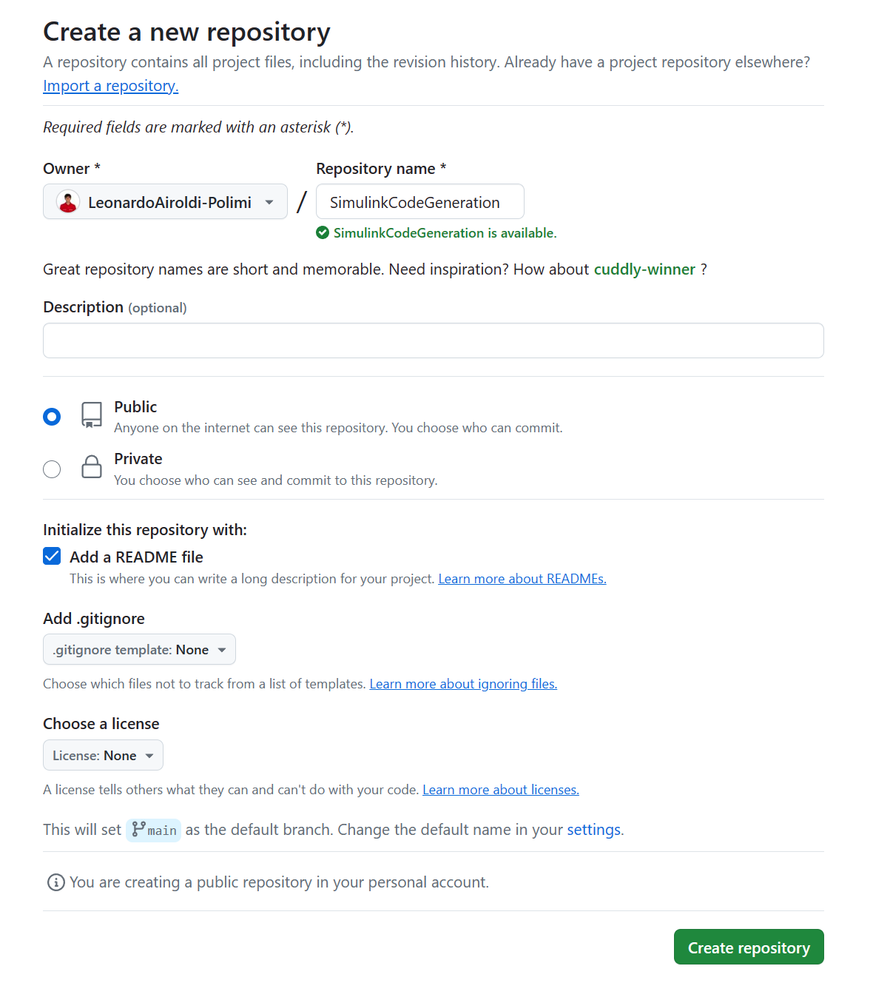 Create a new repository
A repository contains all project files, including the revision history. Already have a project repository elsewhere?
Import a repository.
Required fields are marked with an asterisk (*).
Owner *
Repository name *
LeonardoAiroldi-Polimi
/
SimulinkCodeGeneration
SimulinkCodeGeneration is available.
Great repository names are short and memorable. Need inspiration? How about cuddly-winner ?
Description (optional)
Public
Anyone on the internet can see this repository. You choose who can commit.
Private
You choose who can see and commit to this repository.
Initialize this repository with:
Add a README file
This is where you can write a long description for your project. Learn more about READMEs.
Add .gitignore
.gitignore template: None
Choose which files not to track from a list of templates. Learn more about ignoring files.
Choose a license
License: None
A license tells others what they can and can't do with your code. Learn more about licenses.
This will set main as the default branch. Change the default name in your settings.
You are creating a public repository in your personal account.
Create repository